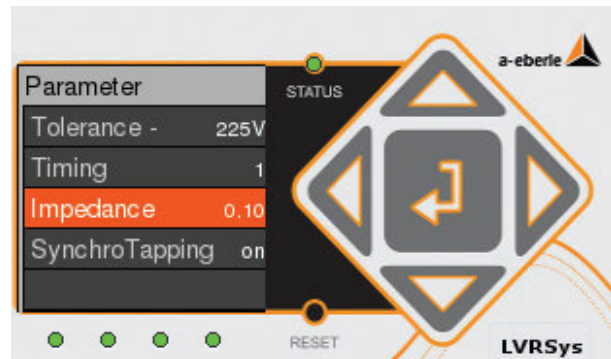 a-eberle
Parameter
STATUS
Tolerance - 225V
Timing 1
Impedance 0.10
SynchroTapping on
RESET
LVRSys